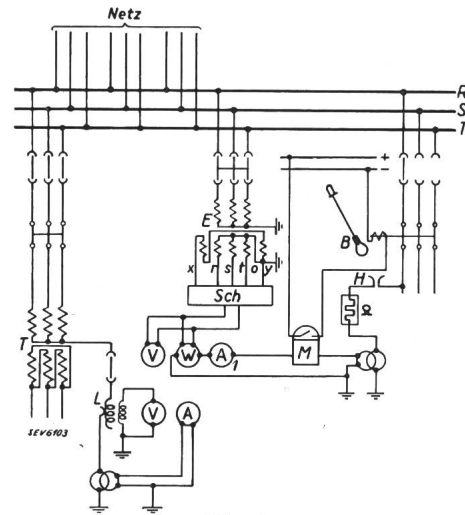 Netz
R
S
T
+
−
E
B
x r s t o y
H
Sch
Ω
V W A 1 M
T
L V A
SEV6103